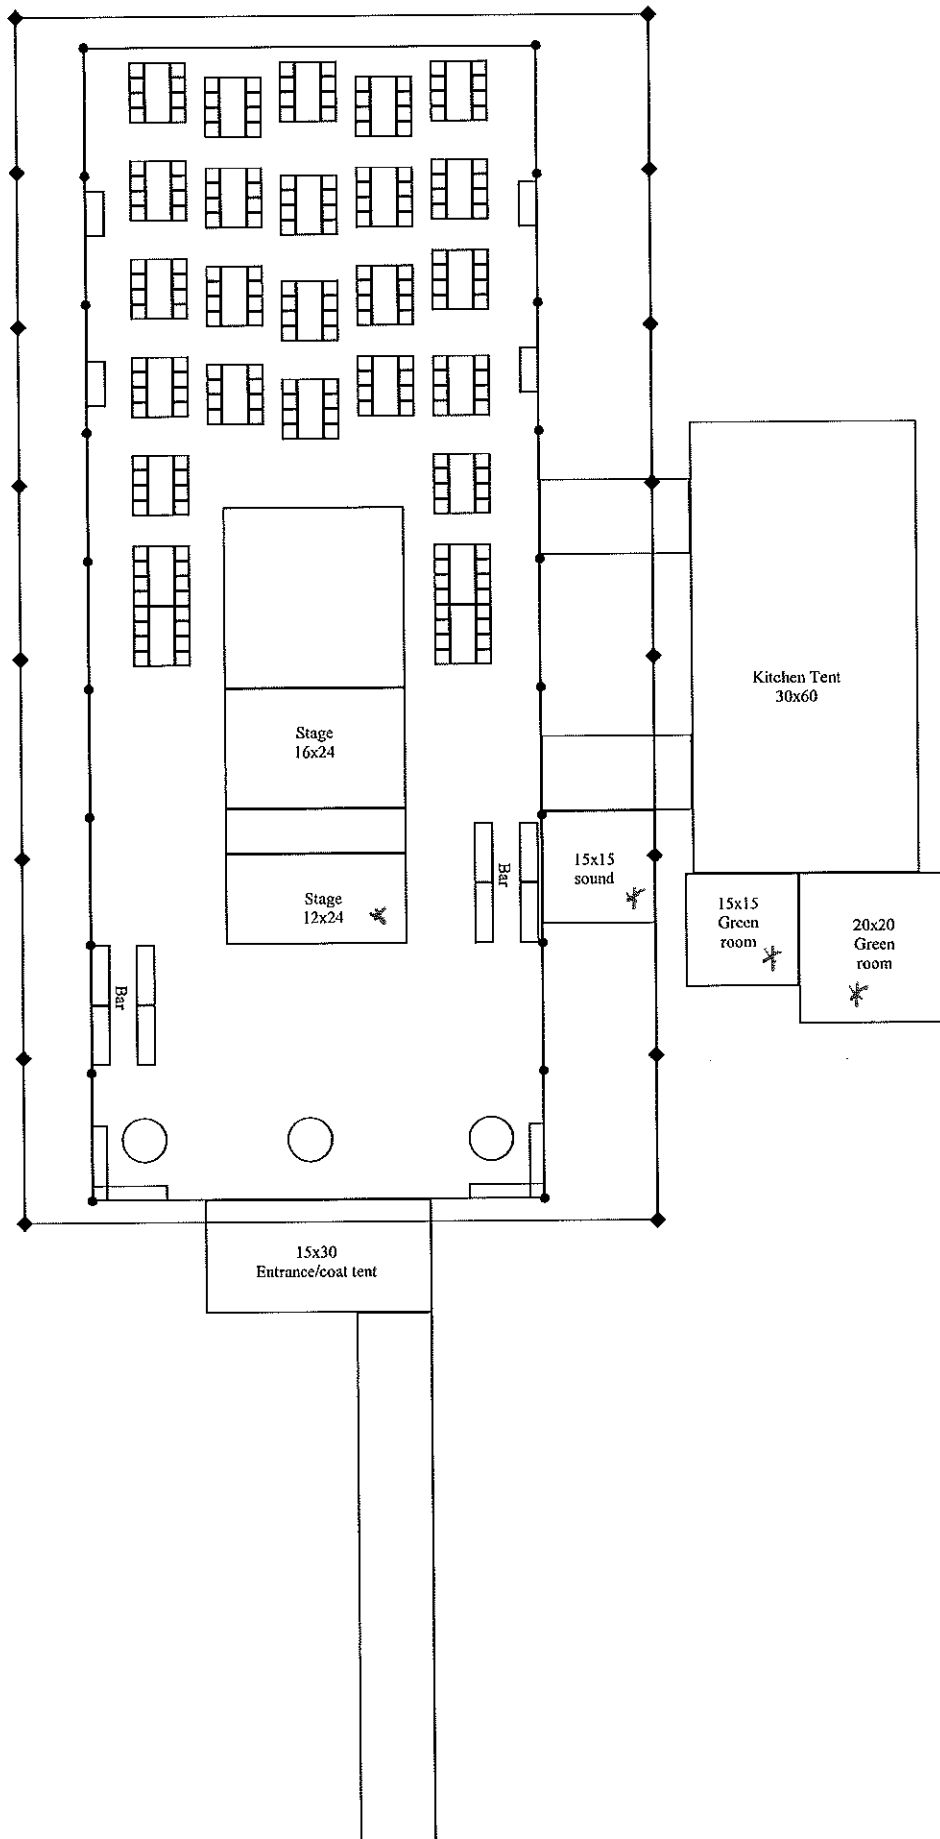 Kitchen Tent
30x60
Stage
16x24
Bar
15x15
sound
Stage
12x24
15x15
Green
room
20x20
Green
room
Bar
15x30
Entrance/coat tent